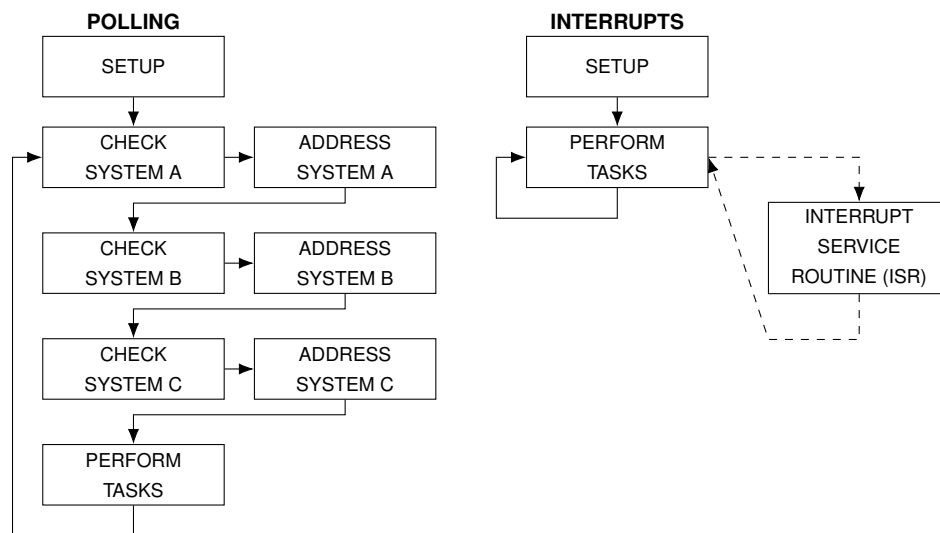 POLLING
SETUP
CHECK
SYSTEM A
ADDRESS
SYSTEM A
CHECK
SYSTEM B
ADDRESS
SYSTEM B
CHECK
SYSTEM C
ADDRESS
SYSTEM C
PERFORM
TASKS
INTERRUPTS
SETUP
PERFORM
TASKS
INTERRUPT
SERVICE
ROUTINE (ISR)